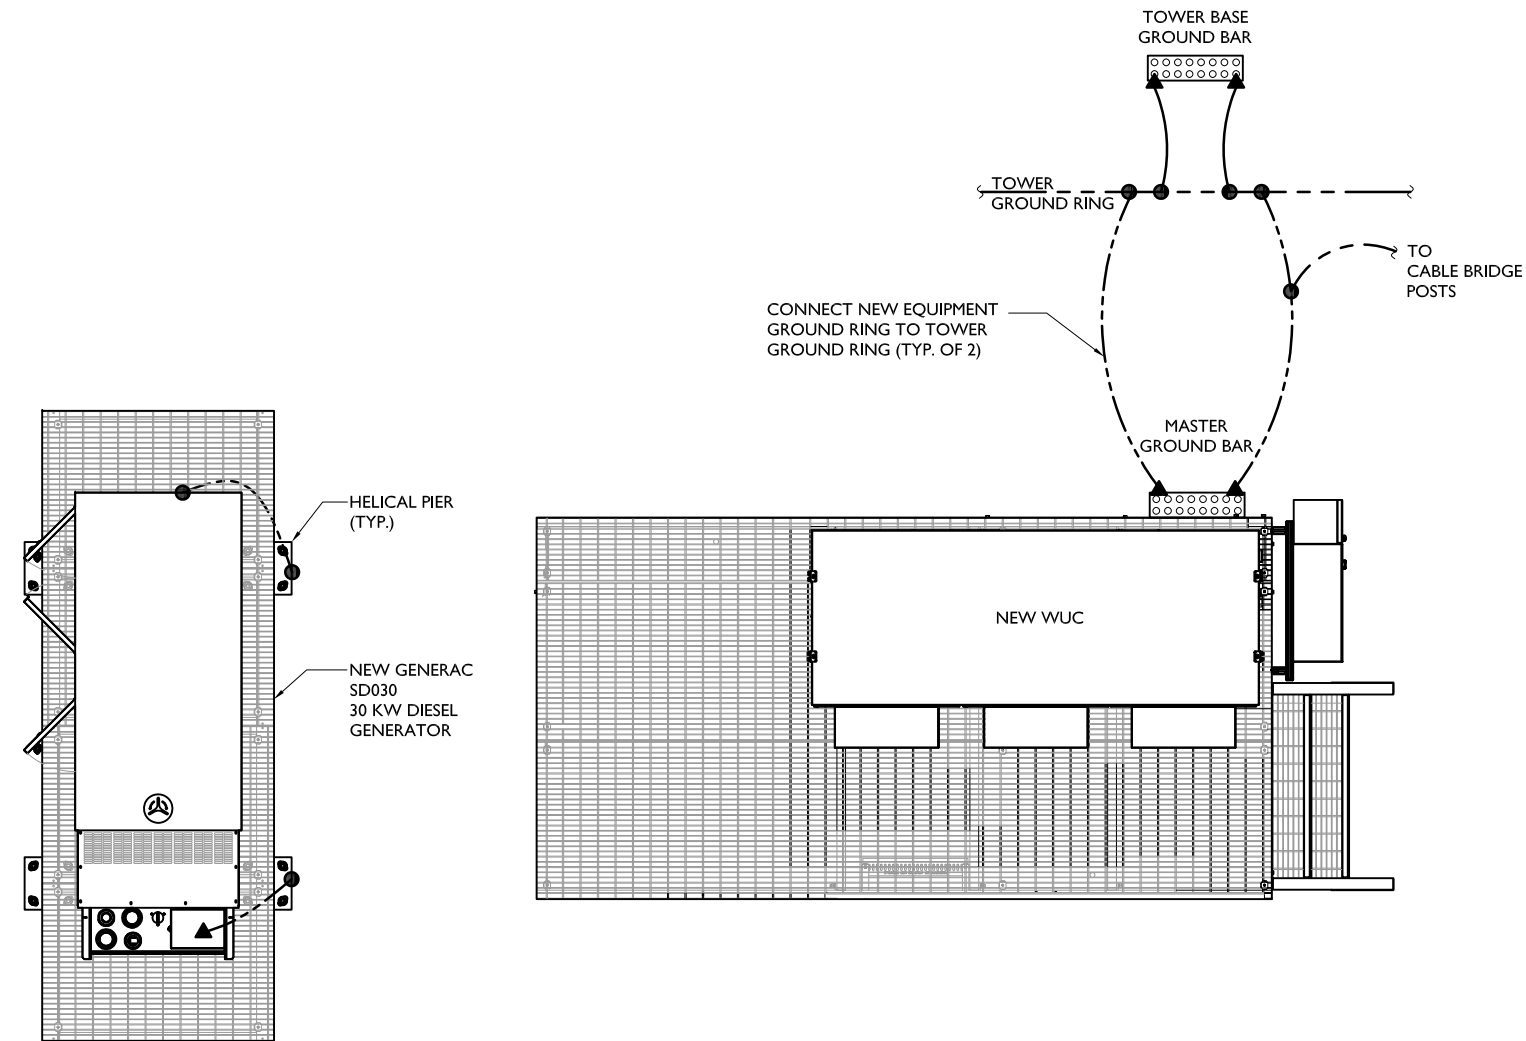 TOWER BASE
GROUND BAR
TOWER
GROUND RING
TO
CABLE BRIDGE
POSTS
CONNECT NEW EQUIPMENT
GROUND RING TO TOWER
GROUND RING (TYP. OF 2)
MASTER
GROUND BAR
HELICAL PIER
(TYP.)
NEW WUC
NEW GENERAC
SD030
30 KW DIESEL
GENERATOR